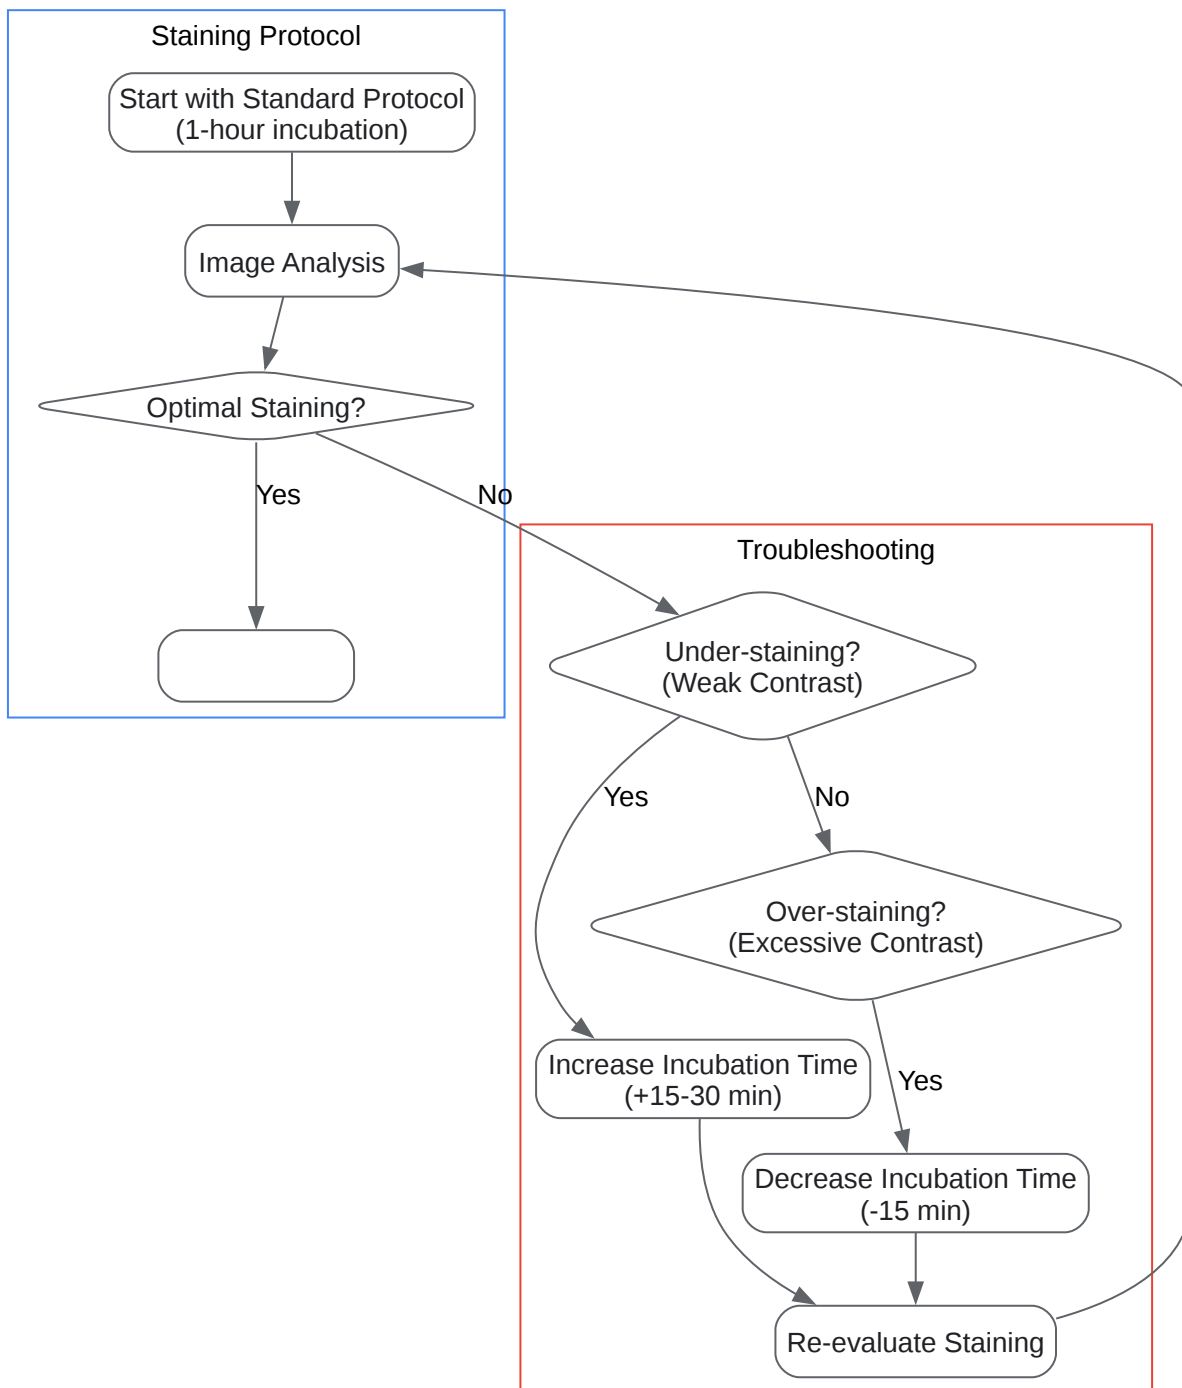 Staining Protocol
Start with Standard Protocol
(1-hour incubation)
Image Analysis
Optimal Staining?
Yes
No
Troubleshooting
Under-staining?
(Weak Contrast)
Yes
No
Over-staining?
(Excessive Contrast)
Increase Incubation Time
(+15-30 min)
Yes
Decrease Incubation Time
(-15 min)
Re-evaluate Staining